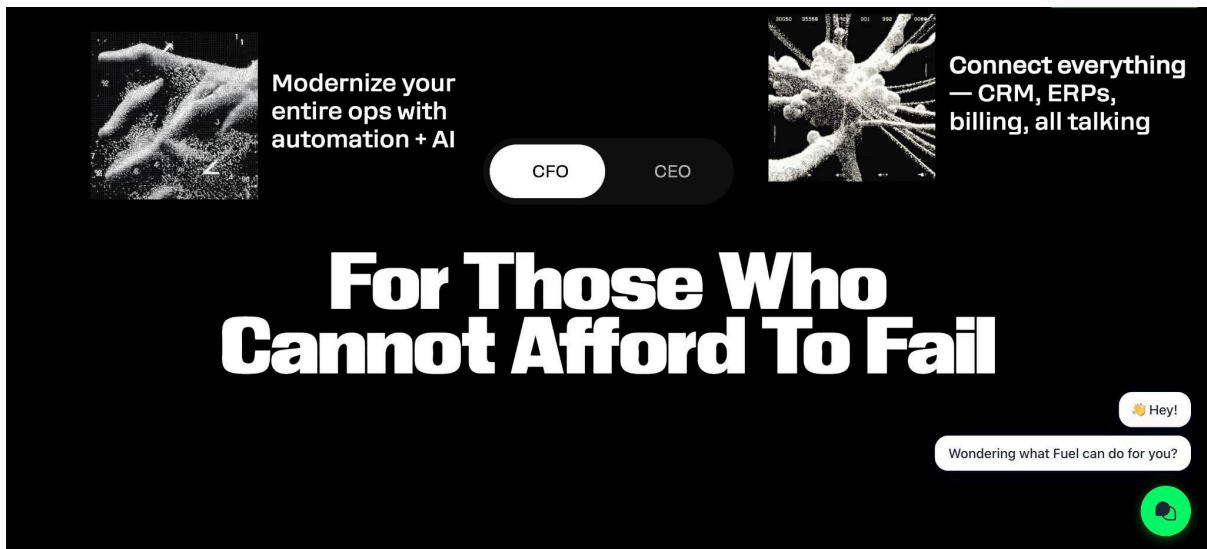 Modernize your
entire ops with
automation + AI
Connect everything
— CRM, ERPs,
billing, all talking
CFO
CEO
For Those Who
Cannot Afford To Fail
👋 Hey!
Wondering what Fuel can do for you?